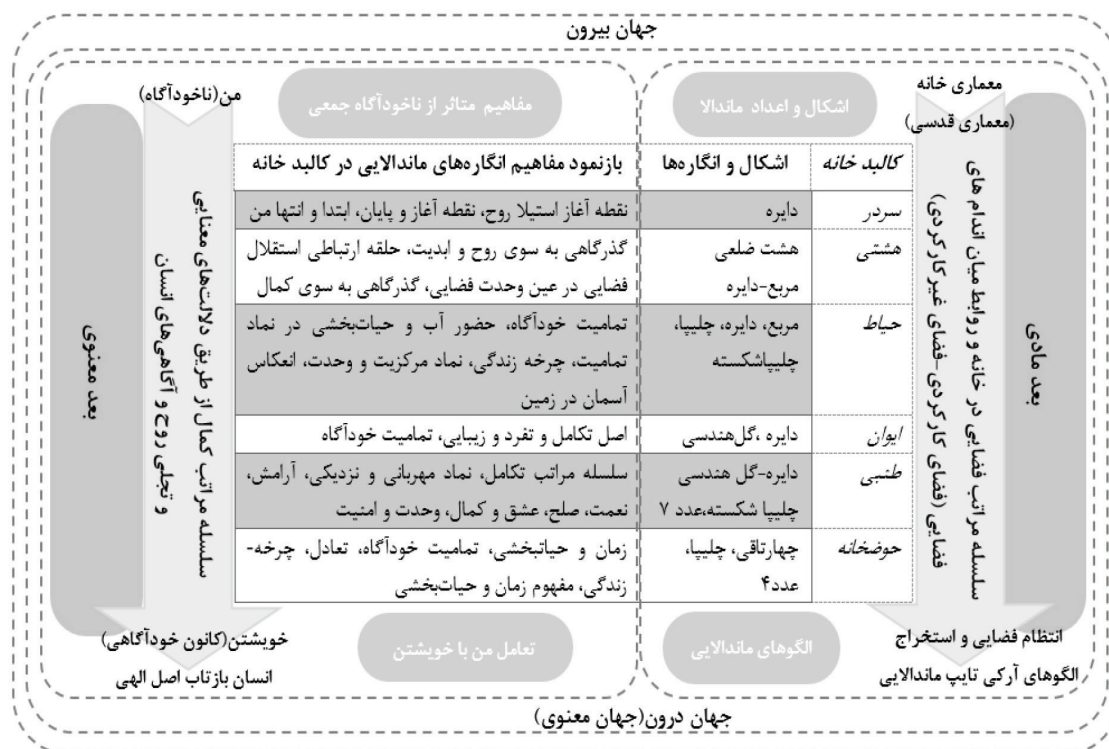 جهان بیرون
معماری خانه
(معماری قدسی)
اشکال و اعداد ماندالا
مفاهیم متاثر از ناخودآگاه جمعی
من(ناخودآگاه)
بعد مادی
سلسله مراتب فضایی در خانه و روابط میان اندام های
فضایی (فضای کارکردی-فضای غیرکارکردی)
کالبد خانه
اشکال و انگاره‌ها
بازنمود مفاهیم انگاره‌های ماندالایی در کالبد خانه
سردر
دایره
نقطه آغاز استیلا روح، نقطه آغاز و پایان، ابتدا و انتها من
هشتی
هشت ضلعی
مربع-دایره
گذرگاهی به سوی روح و ابدیت، حلقه ارتباطی استقلال
فضایی در عین وحدت فضایی، گذرگاهی به سوی کمال
حیاط
مربع، دایره، چلیپا،
چلیپاشکسته
تمامیت خودآگاه، حضور آب و حیات‌بخشی در نماد
تمامیت، چرخه زندگی، نماد مرکزیت و وحدت، انعکاس
آسمان در زمین
ایوان
دایره ،گل‌هندسی
اصل تکامل و تفرد و زیبایی، تمامیت خودآگاه
طنبی
دایره-گل هندسی
چلیپا شکسته،عدد ۷
سلسله مراتب تکامل، نماد مهربانی و نزدیکی، آرامش،
نعمت، صلح، عشق و کمال، وحدت و امنیت
حوضخانه
چهارتاقی، چلیپا،
عدد۴
زمان و حیاتبخشی، تمامیت خودآگاه، تعادل، چرخه-
زندگی، مفهوم زمان و حیات‌بخشی
سلسله مراتب کمال از طریق دلالت‌های معنایی
و تجلی روح و آگاهی‌های انسان
بعد معنوی
انتظام فضایی و استخراج
الگوهای آرکی تایپ ماندالایی
الگوهای ماندالایی
تعامل من با خویشتن
خویشتن(کانون خودآگاهی)
انسان بازتاب اصل الهی
جهان درون(جهان معنوی)